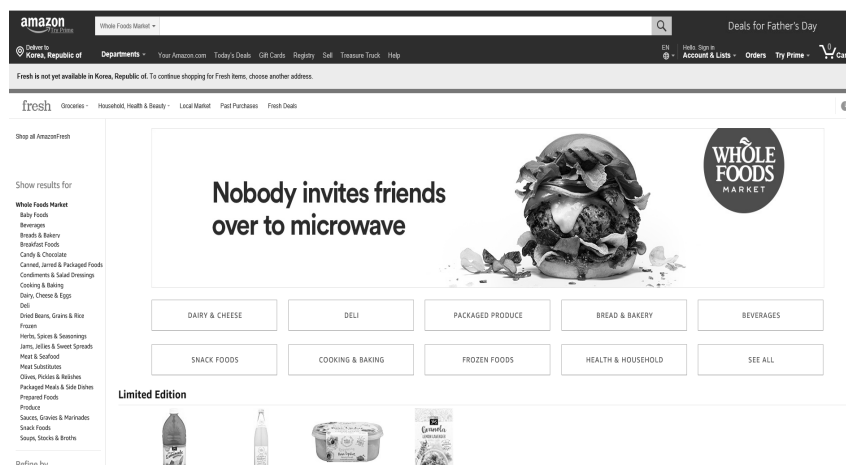 amazon
Try Prime
Whole Foods Market
Deals for Father's Day
Deliver to
Korea, Republic of
Departments
Your Amazon.com Today's Deals Gift Cards Registry Sell Treasure Truck Help
EN
Hello. Sign in
Account & Lists
Orders
Try Prime
0
Car
Fresh is not yet available in Korea, Republic of. To continue shopping for Fresh items, choose another address.
fresh
Groceries
Household, Health & Beauty
Local Market
Past Purchases
Fresh Deals
Shop all AmazonFresh
Show results for
Whole Foods Market
Baby Foods
Beverages
Breads & Bakery
Breakfast Foods
Candy & Chocolate
Canned, Jarred & Packaged Foods
Condiments & Salad Dressings
Cooking & Baking
Dairy, Cheese & Eggs
Deli
Dried Beans, Grains & Rice
Frozen
Herbs, Spices & Seasonings
Jams, Jellies & Sweet Spreads
Meat & Seafood
Meat Substitutes
Olives, Pickles & Relishes
Packaged Meals & Side Dishes
Prepared Foods
Produce
Sauces, Gravies & Marinades
Snack Foods
Soups, Stocks & Broths
Refine by
Nobody invites friends
over to microwave
WHOLE
FOODS
MARKET
DAIRY & CHEESE
DELI
PACKAGED PRODUCE
BREAD & BAKERY
BEVERAGES
SNACK FOODS
COOKING & BAKING
FROZEN FOODS
HEALTH & HOUSEHOLD
SEE ALL
Limited Edition
Granola